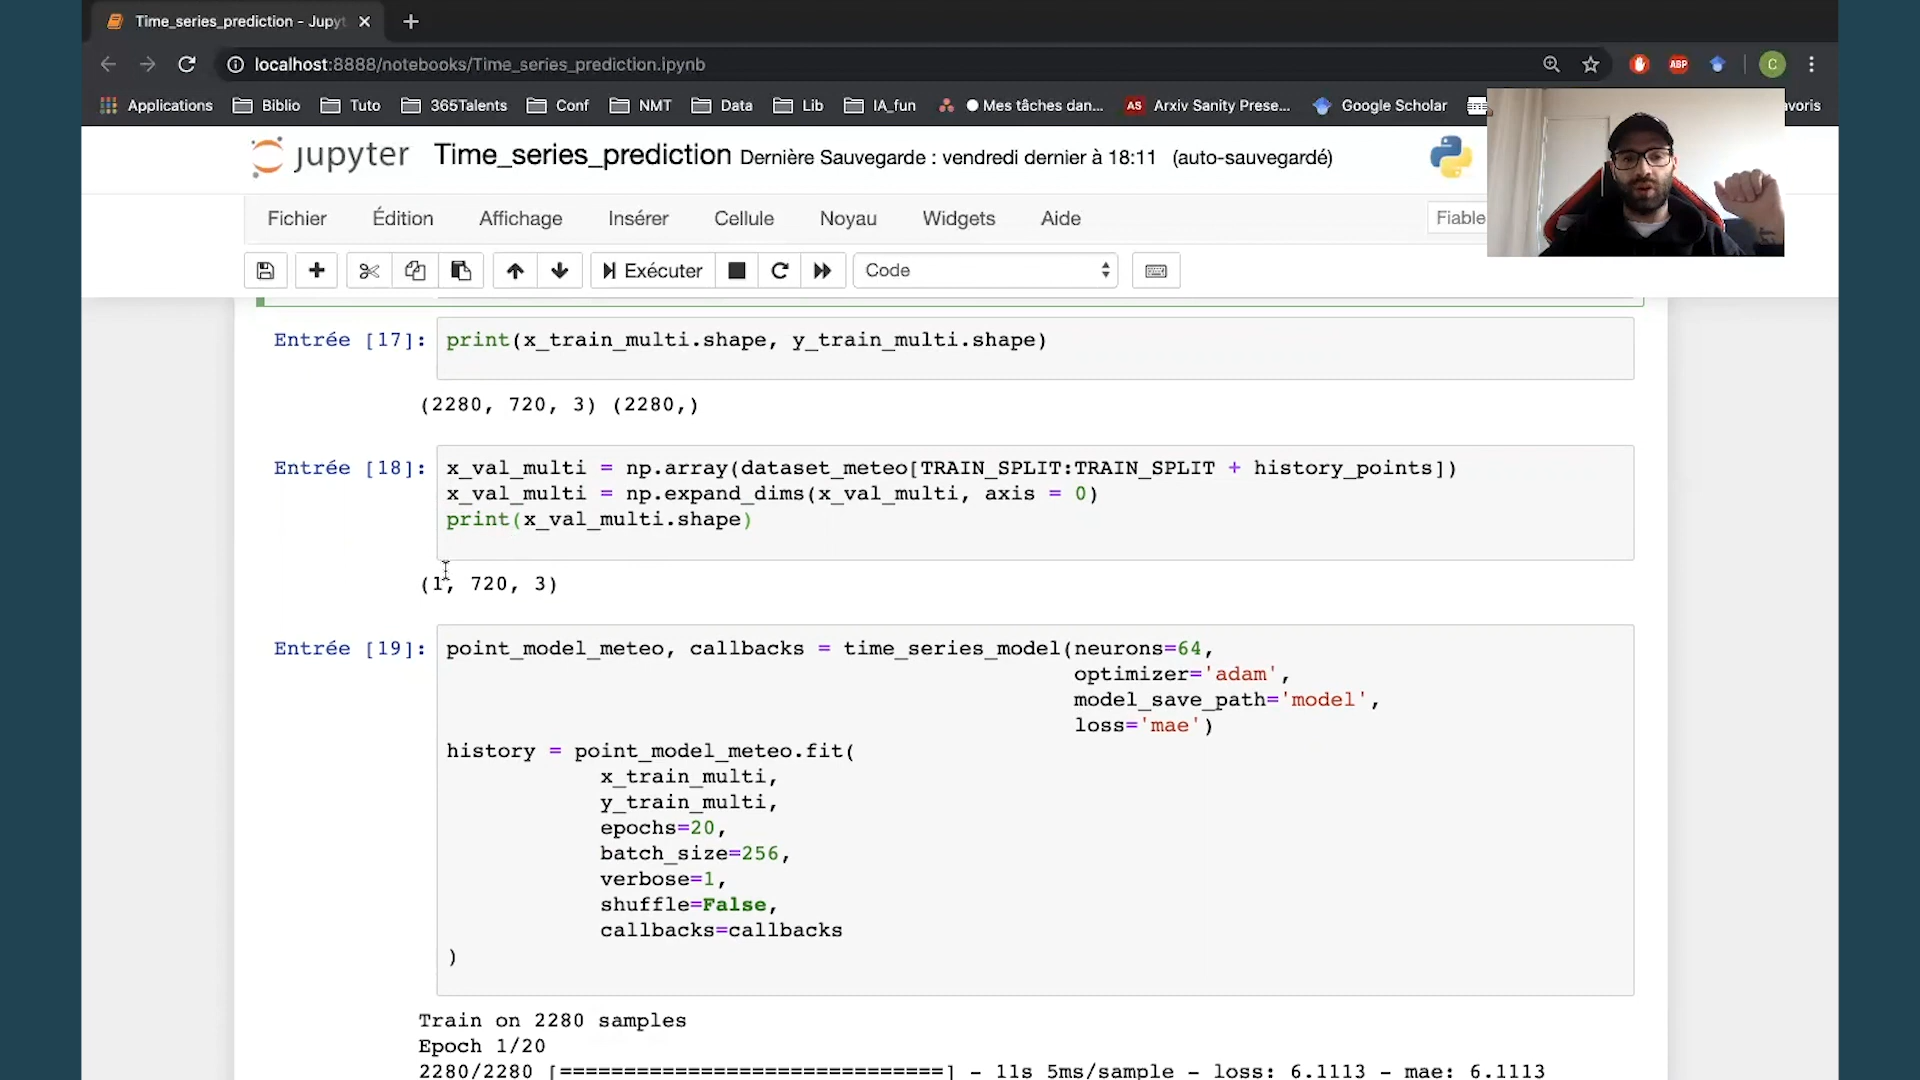 Time_series_prediction - Jupyt
localhost:8888/notebooks/Time_series_prediction.ipynb
ABP
C
Applications Biblio Tuto 365Talents Conf NMT Data Lib IA_fun Mes tâches dan... AS Arxiv Sanity Prese... Google Scholar avoris
jupyter Time_series_prediction Dernière Sauvegarde : vendredi dernier à 18:11 (auto-sauvegardé)
Fichier Édition Affichage Insérer Cellule Noyau Widgets Aide Fiable
Exécuter Code
Entrée [17]: print(x_train_multi.shape, y_train_multi.shape)
(2280, 720, 3) (2280,)
Entrée [18]: x_val_multi = np.array(dataset_meteo[TRAIN_SPLIT:TRAIN_SPLIT + history_points])
x_val_multi = np.expand_dims(x_val_multi, axis = 0)
print(x_val_multi.shape)
(1, 720, 3)
Entrée [19]: point_model_meteo, callbacks = time_series_model(neurons=64,
optimizer='adam',
model_save_path='model',
loss='mae')
history = point_model_meteo.fit(
x_train_multi,
y_train_multi,
epochs=20,
batch_size=256,
verbose=1,
shuffle=False,
callbacks=callbacks
)
Train on 2280 samples
Epoch 1/20
2280/2280 [==============================] - 11s 5ms/sample - loss: 6.1113 - mae: 6.1113